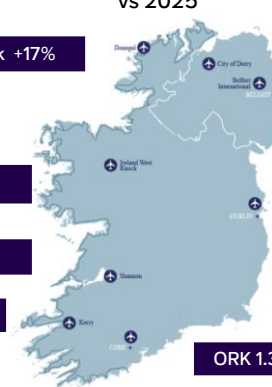 vs 2025
k +17%
Donegal
City of Derry
Belfast
International
BELFAST
Ireland West
Knock
DUBLIN
Shannon
Kerry
CORK
ORK 1.3